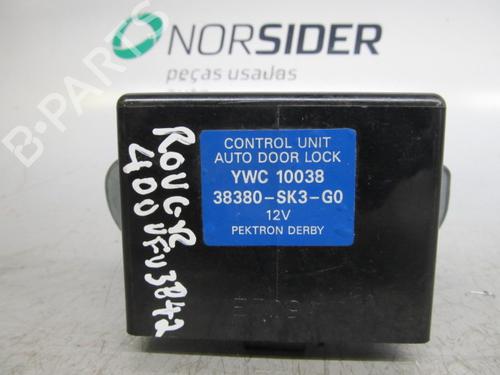 NORSIDER
peças usadas
B-PARTS
CONTROL UNIT
AUTO DOOR LOCK
YWC 10038
38380-SK3-G0
12V
PEKTRON DERBY
ROVER
400